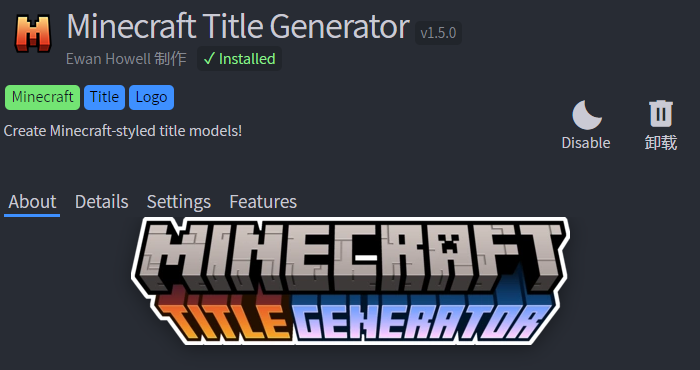 Minecraft Title Generator v1.5.0
Ewan Howell 制作 ✓ Installed
Minecraft Title Logo
Create Minecraft-styled title models!
Disable 卸载
About Details Settings Features
MINECRAFT
TITLE GENERATOR